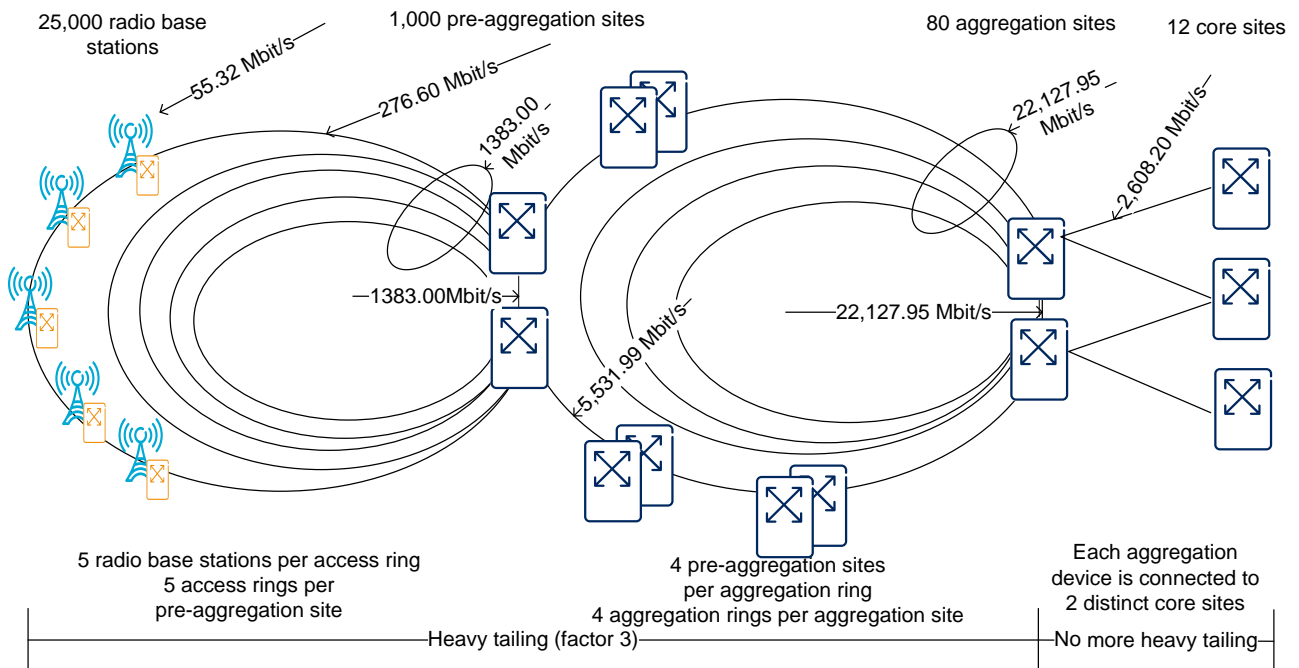 25,000 radio base
stations
1,000 pre-aggregation sites
80 aggregation sites
12 core sites
55.32 Mbit/s
276.60 Mbit/s
1383.00
Mbit/s
22,127.95
Mbit/s
2,608.20 Mbit/s
1383.00Mbit/s
22,127.95 Mbit/s
5,531.99 Mbit/s
5 radio base stations per access ring
5 access rings per
pre-aggregation site
4 pre-aggregation sites
per aggregation ring
4 aggregation rings per aggregation site
Each aggregation
device is connected to
2 distinct core sites
Heavy tailing (factor 3)
No more heavy tailing